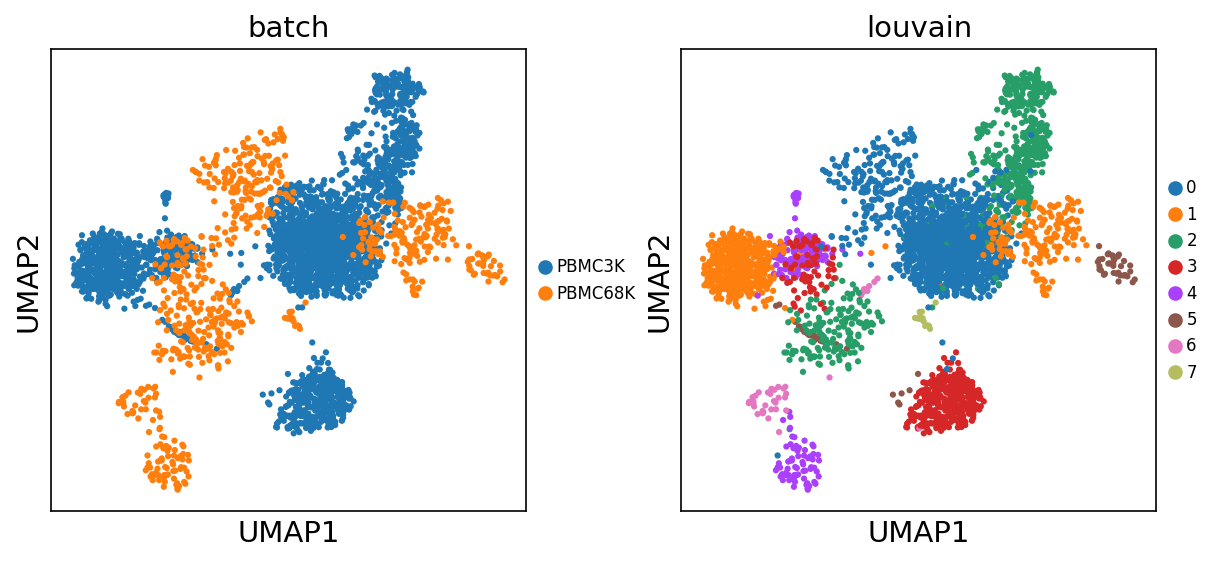 batch
UMAP2
UMAP1
PBMC3K
PBMC68K
louvain
UMAP2
UMAP1
0
1
2
3
4
5
6
7